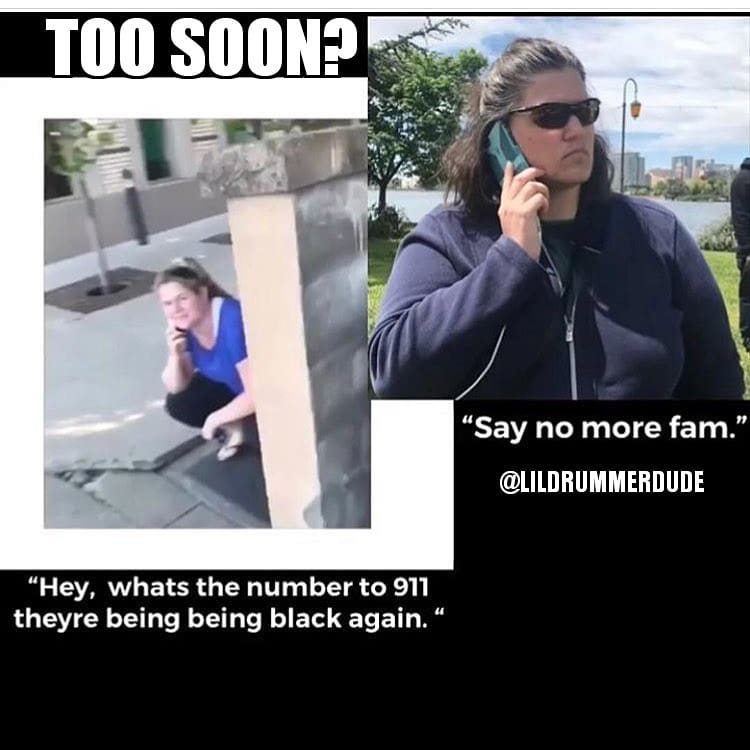 TOO SOON?
“Say no more fam.”
@LILDRUMMERDUDE
“Hey, whats the number to 911
theyre being being black again. “